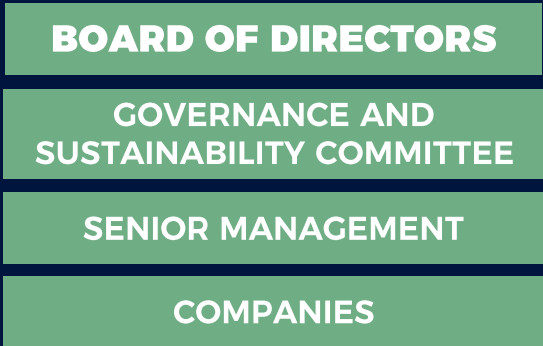 BOARD OF DIRECTORS
GOVERNANCE AND
SUSTAINABILITY COMMITTEE
SENIOR MANAGEMENT
COMPANIES